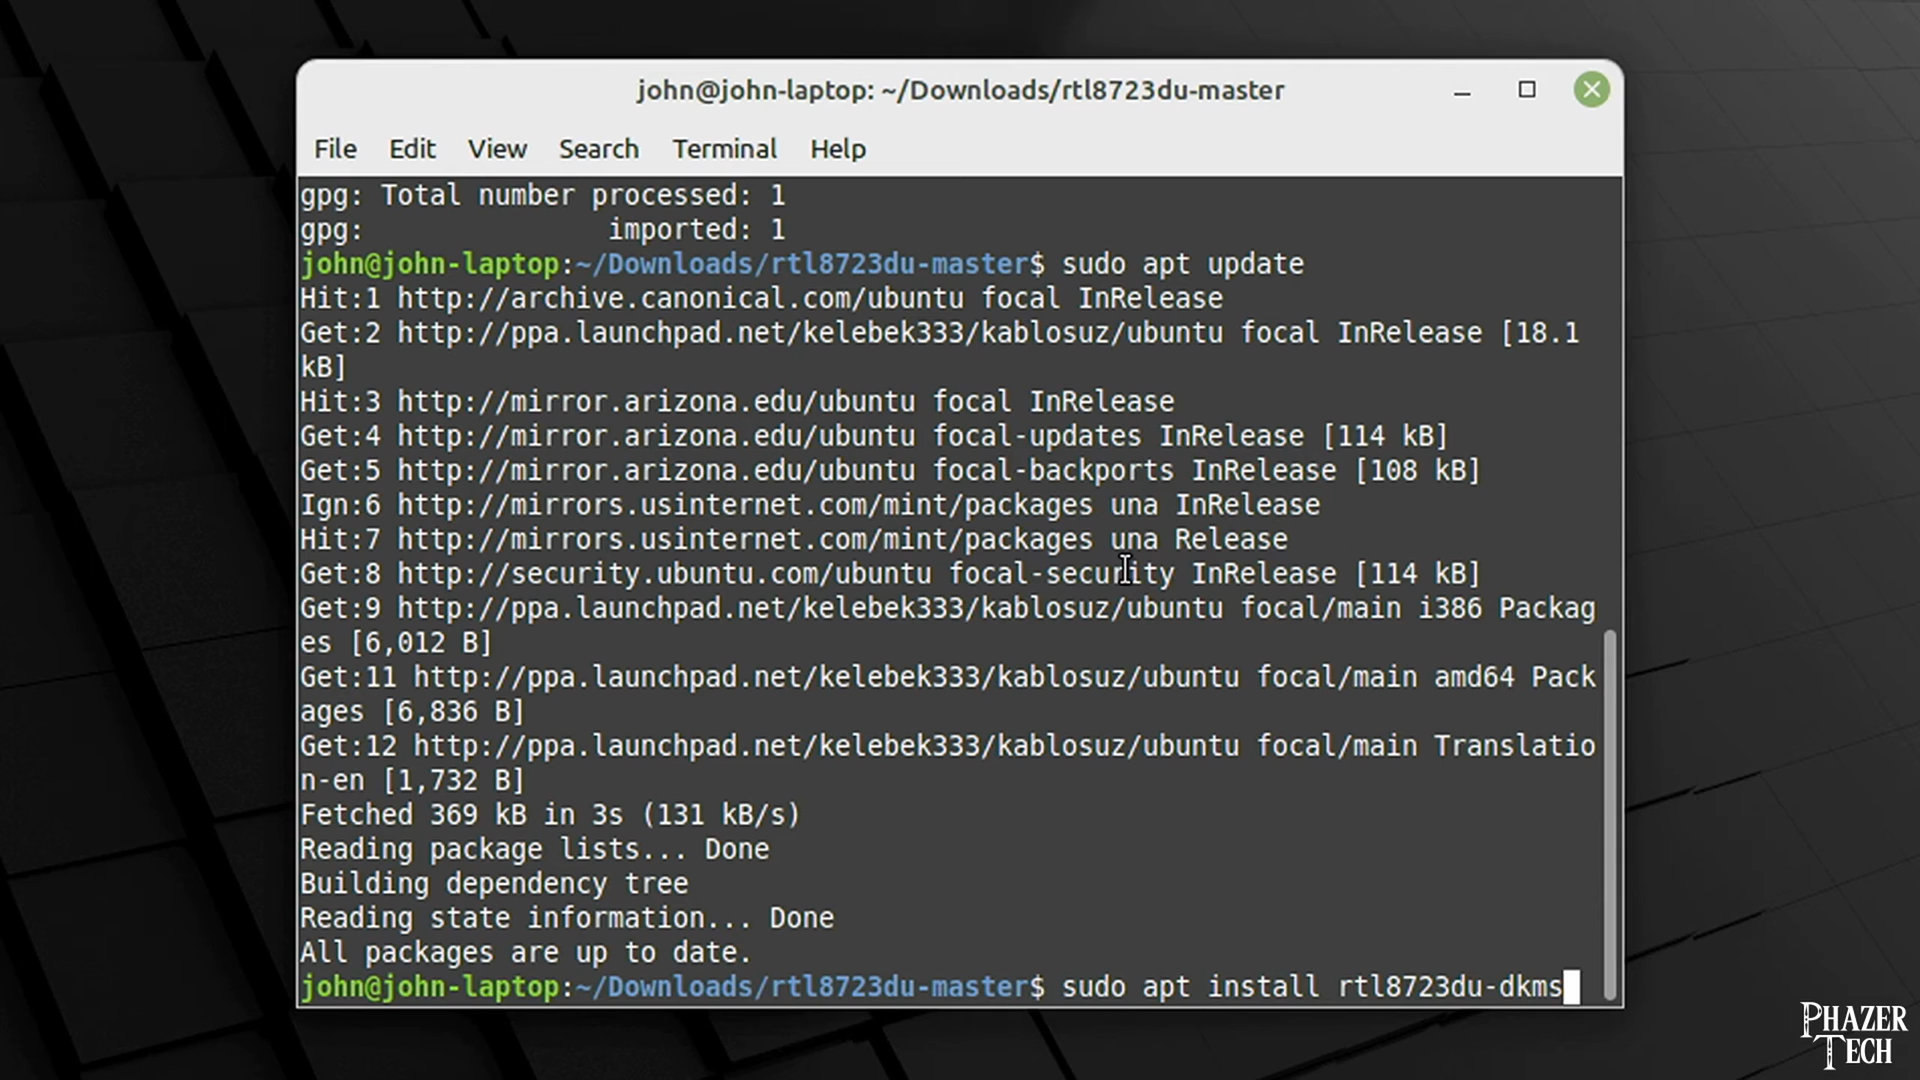 john@john-laptop: ~/Downloads/rtl8723du-master
File Edit View Search Terminal Help
gpg: Total number processed: 1
gpg:               imported: 1
john@john-laptop:~/Downloads/rtl8723du-master$ sudo apt update
Hit:1 http://archive.canonical.com/ubuntu focal InRelease
Get:2 http://ppa.launchpad.net/kelebek333/kablosuz/ubuntu focal InRelease [18.1
kB]
Hit:3 http://mirror.arizona.edu/ubuntu focal InRelease
Get:4 http://mirror.arizona.edu/ubuntu focal-updates InRelease [114 kB]
Get:5 http://mirror.arizona.edu/ubuntu focal-backports InRelease [108 kB]
Ign:6 http://mirrors.usinternet.com/mint/packages una InRelease
Hit:7 http://mirrors.usinternet.com/mint/packages una Release
Get:8 http://security.ubuntu.com/ubuntu focal-security InRelease [114 kB]
Get:9 http://ppa.launchpad.net/kelebek333/kablosuz/ubuntu focal/main i386 Packag
es [6,012 B]
Get:11 http://ppa.launchpad.net/kelebek333/kablosuz/ubuntu focal/main amd64 Pack
ages [6,836 B]
Get:12 http://ppa.launchpad.net/kelebek333/kablosuz/ubuntu focal/main Translatio
n-en [1,732 B]
Fetched 369 kB in 3s (131 kB/s)
Reading package lists... Done
Building dependency tree
Reading state information... Done
All packages are up to date.
john@john-laptop:~/Downloads/rtl8723du-master$ sudo apt install rtl8723du-dkms
PHAZER
TECH